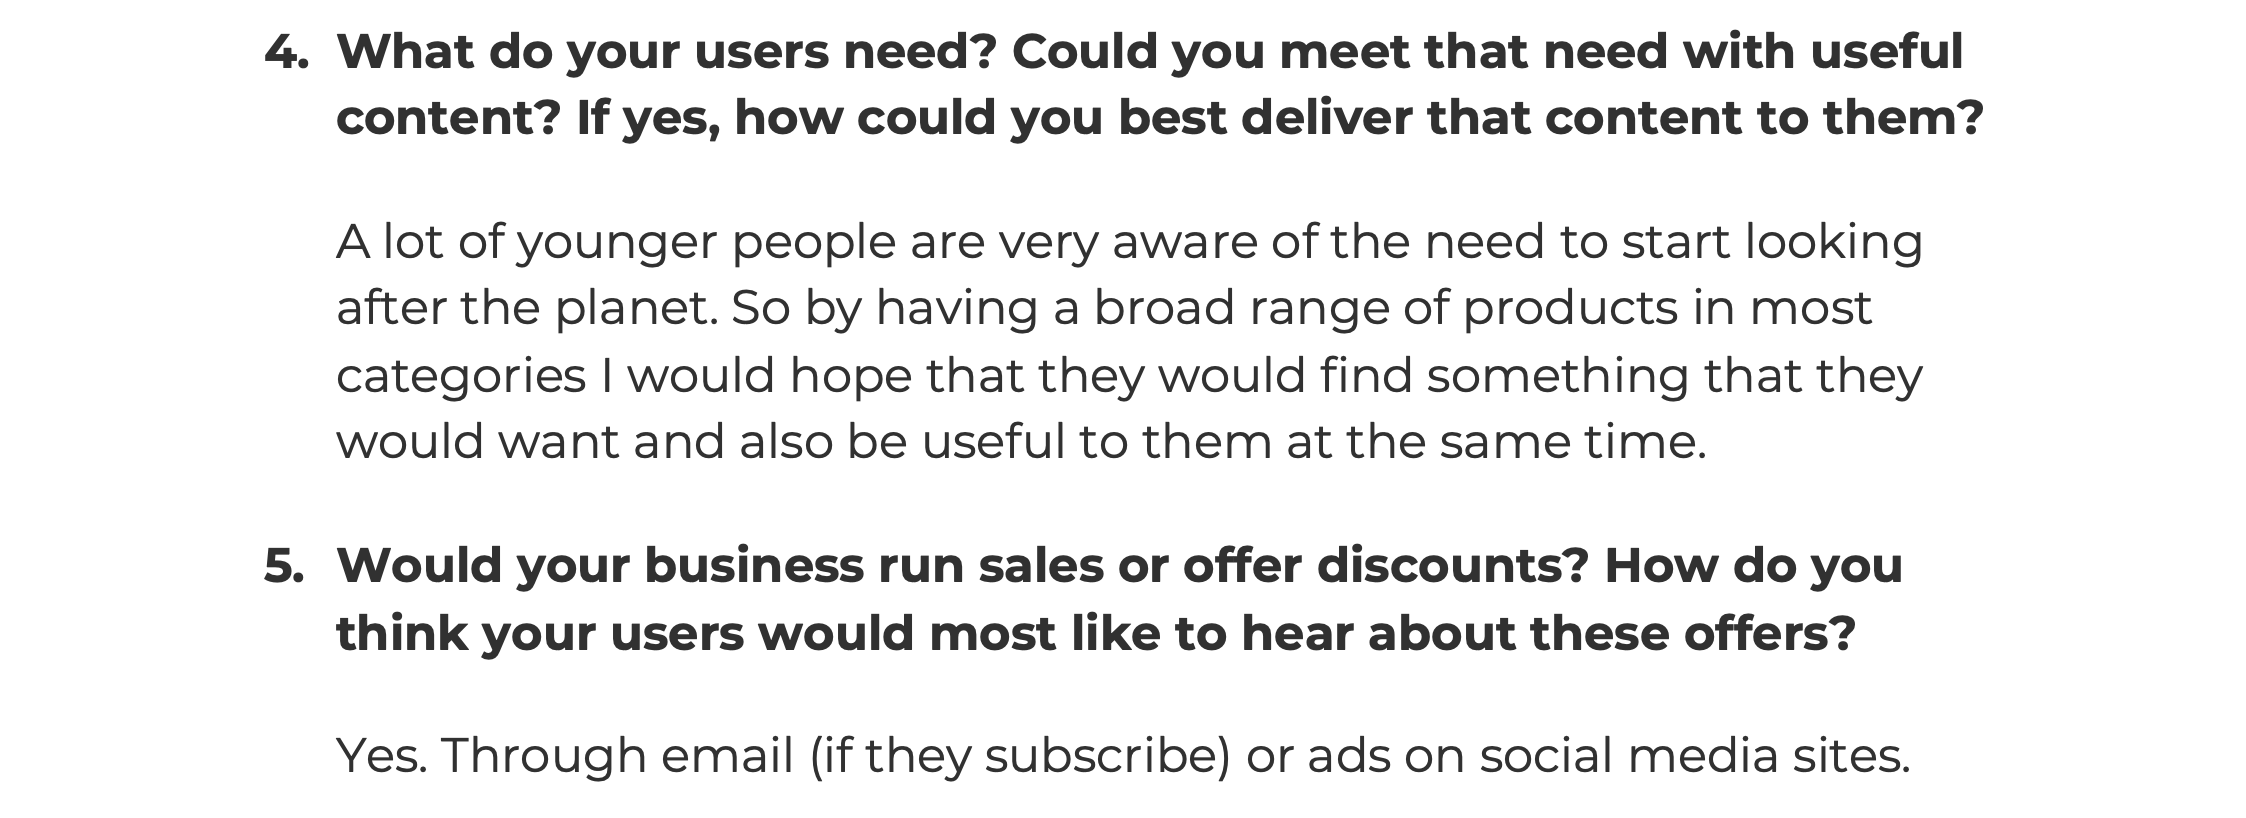 4. What do your users need? Could you meet that need with useful
content? If yes, how could you best deliver that content to them?
A lot of younger people are very aware of the need to start looking
after the planet. So by having a broad range of products in most
categories I would hope that they would find something that they
would want and also be useful to them at the same time.
5. Would your business run sales or offer discounts? How do you
think your users would most like to hear about these offers?
Yes. Through email (if they subscribe) or ads on social media sites.